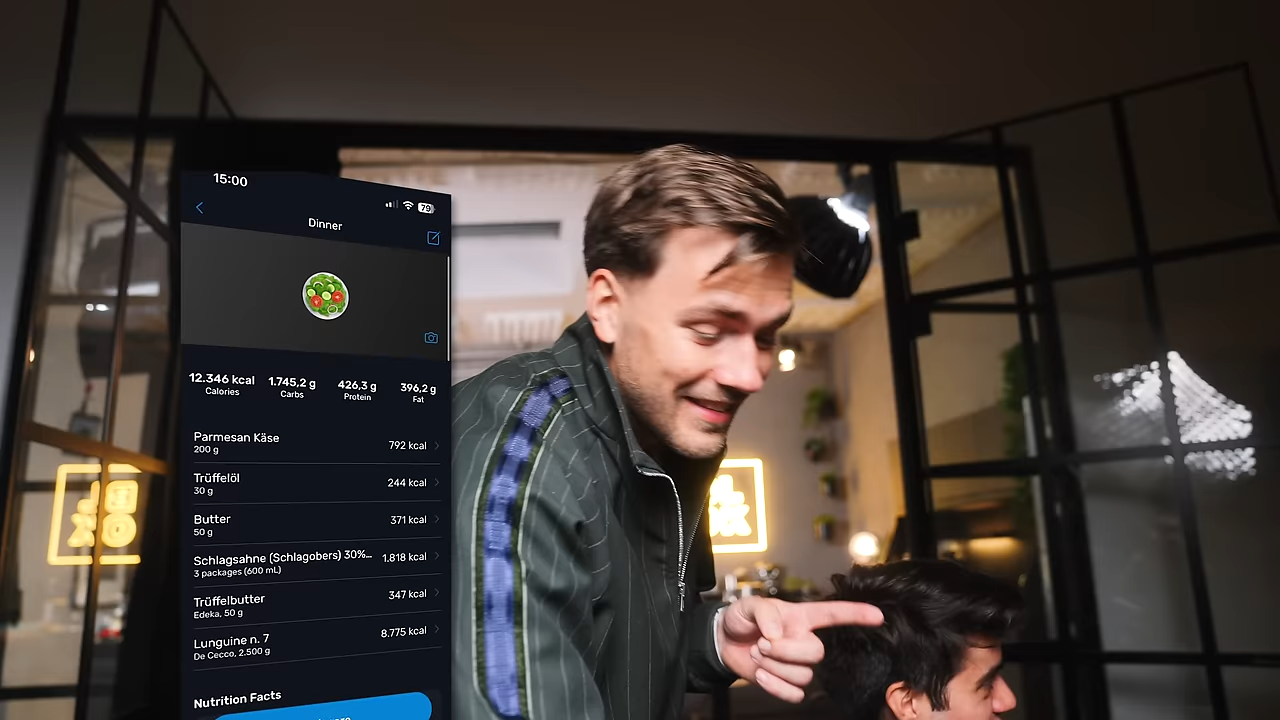 15:00
79
Dinner
12.346 kcal 1.745,2 g 426,3 g 396,2 g
Calories Carbs Protein Fat
Parmesan Käse
200 g
792 kcal
Trüffelöl
30 g
244 kcal
Butter
50 g
371 kcal
Schlagsahne (Schlagobers) 30%...
3 packages (600 mL)
1.818 kcal
Trüffelbutter
Edeka, 50 g
347 kcal
Lunguine n. 7
De Cecco, 2.500 g
8.775 kcal
Nutrition Facts